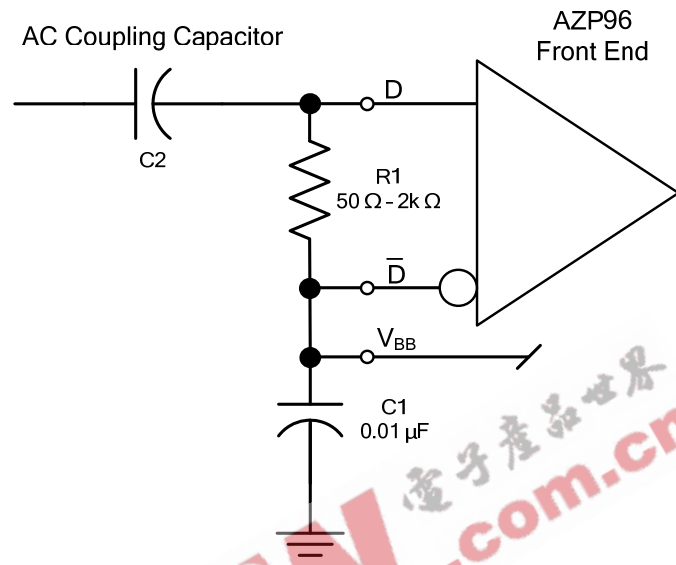 AZP96
Front End
AC Coupling Capacitor
D
C2
R1
50 Ω - 2k Ω
D̅
VBB
C1
0.01 µF
電子產品世界
.com.cn